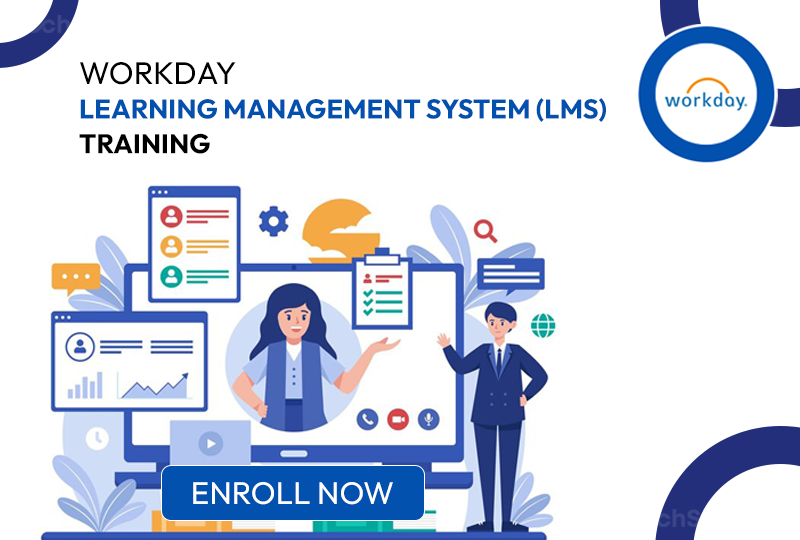 WORKDAY
LEARNING MANAGEMENT SYSTEM (LMS)
TRAINING
workday.
ENROLL NOW